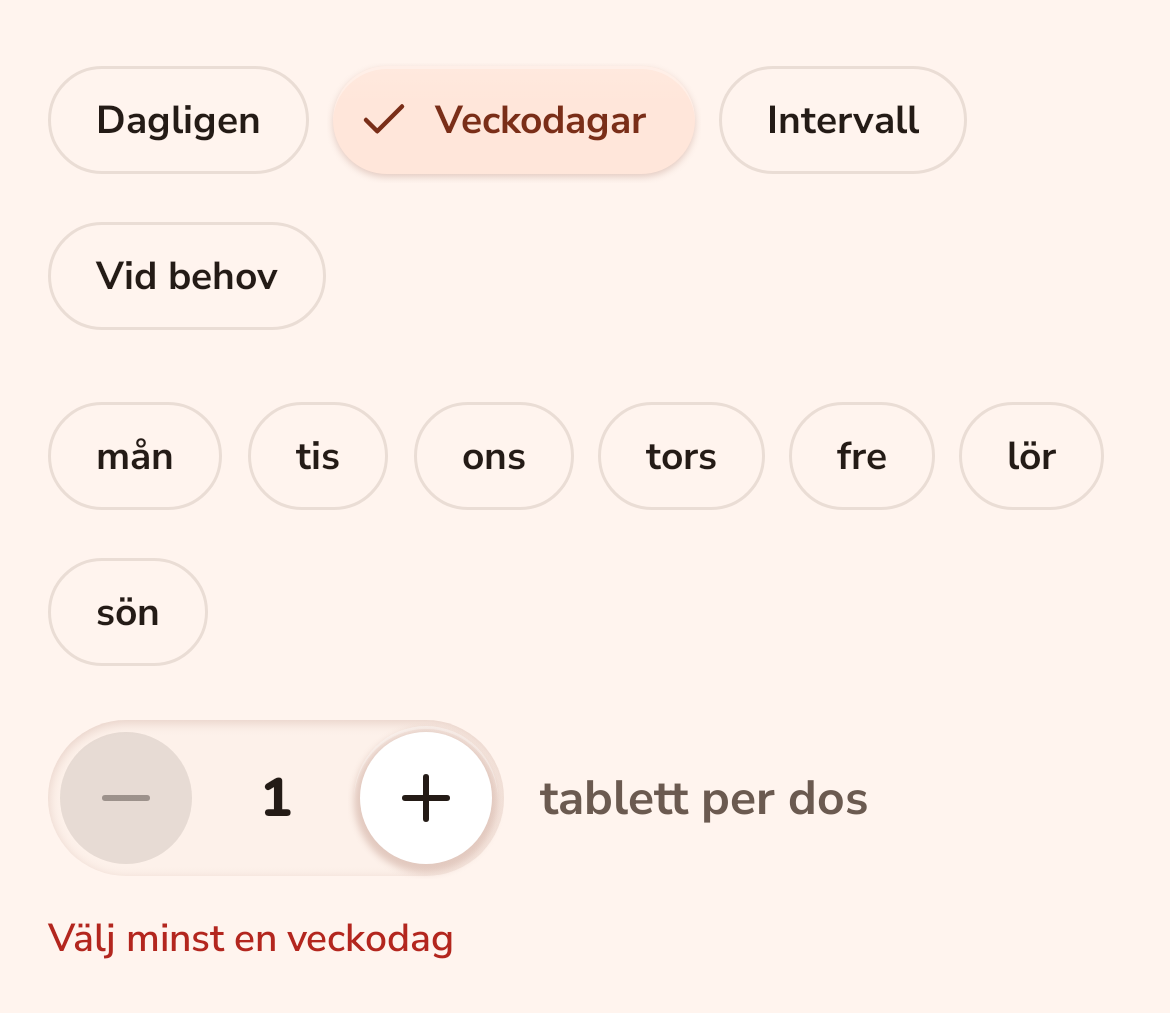 Dagligen Veckodagar Intervall
Vid behov
mån tis ons tors fre lör
sön
1 tablett per dos
Välj minst en veckodag